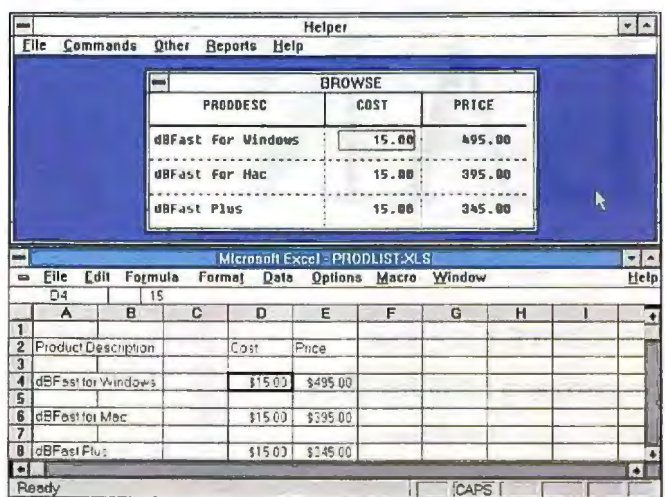 Helper
File Commands Other Reports Help
BROWSE
PRODDESC COST PRICE
dBFast for Windows 15.00 495.00
dBFast for Mac 15.00 395.00
dBFast Plus 15.00 345.00
Microsoft Excel - PRODLIST.XLS
File Edit Formula Format Data Options Macro Window Help
D4 15
A B C D E F G H I
1
2 Product Description Cost Price
3
4 dBFast for Windows $15.00 $495.00
5
6 dBFast for Mac $15.00 $395.00
7
8 dBFast Plus $15.00 $345.00
Ready CAPS